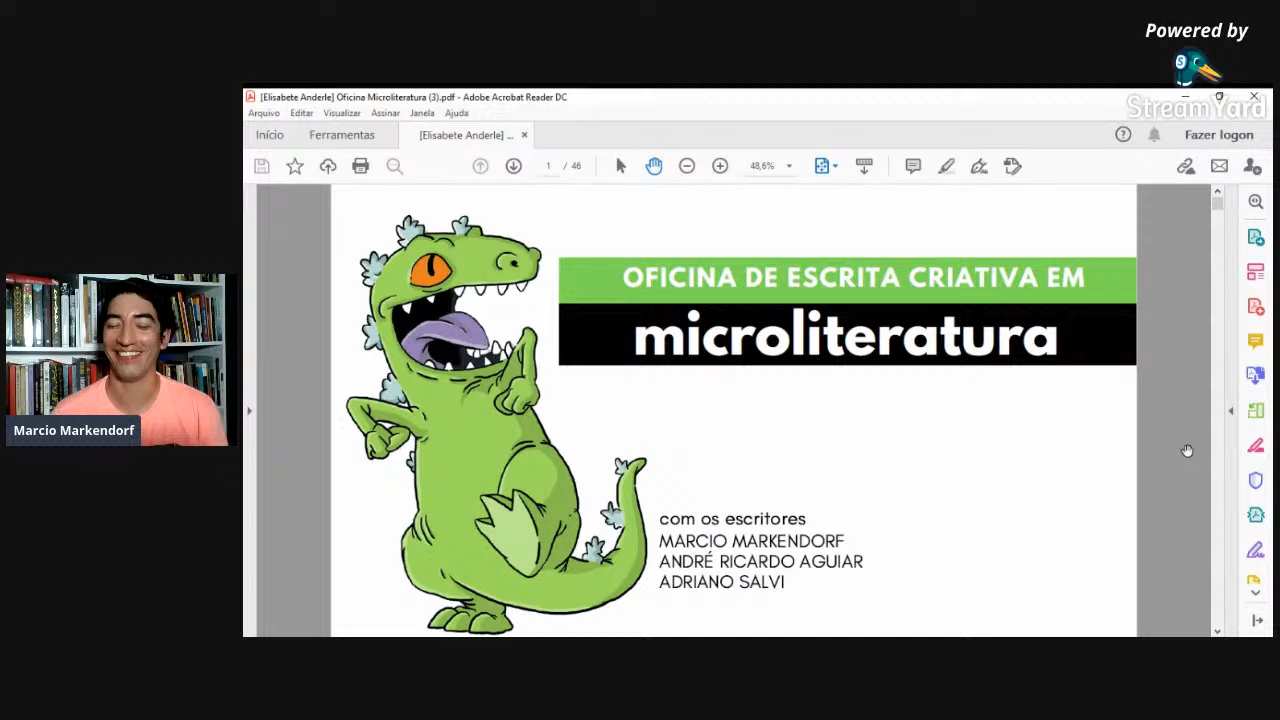 Powered by
S
StreamYard
[Elisabete Anderle] Oficina Microliteratura (3).pdf - Adobe Acrobat Reader DC
Arquivo Editar Visualizar Assinar Janela Ajuda
Início Ferramentas [Elisabete Anderle] ... × Fazer logon
1 / 46 48,6%
OFICINA DE ESCRITA CRIATIVA EM
microliteratura
Marcio Markendorf
com os escritores
MARCIO MARKENDORF
ANDRÉ RICARDO AGUIAR
ADRIANO SALVI